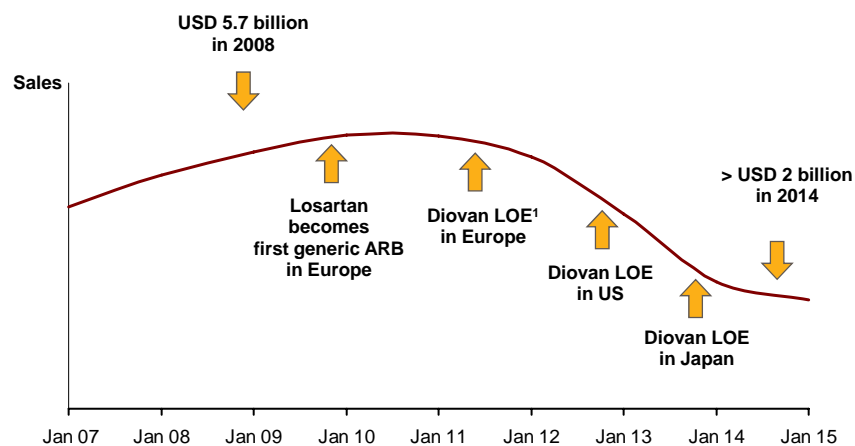 USD 5.7 billion
in 2008
Sales
> USD 2 billion
in 2014
Losartan
becomes
first generic ARB
in Europe
Diovan LOE¹
in Europe
Diovan LOE
in US
Diovan LOE
in Japan
Jan 07 Jan 08 Jan 09 Jan 10 Jan 11 Jan 12 Jan 13 Jan 14 Jan 15